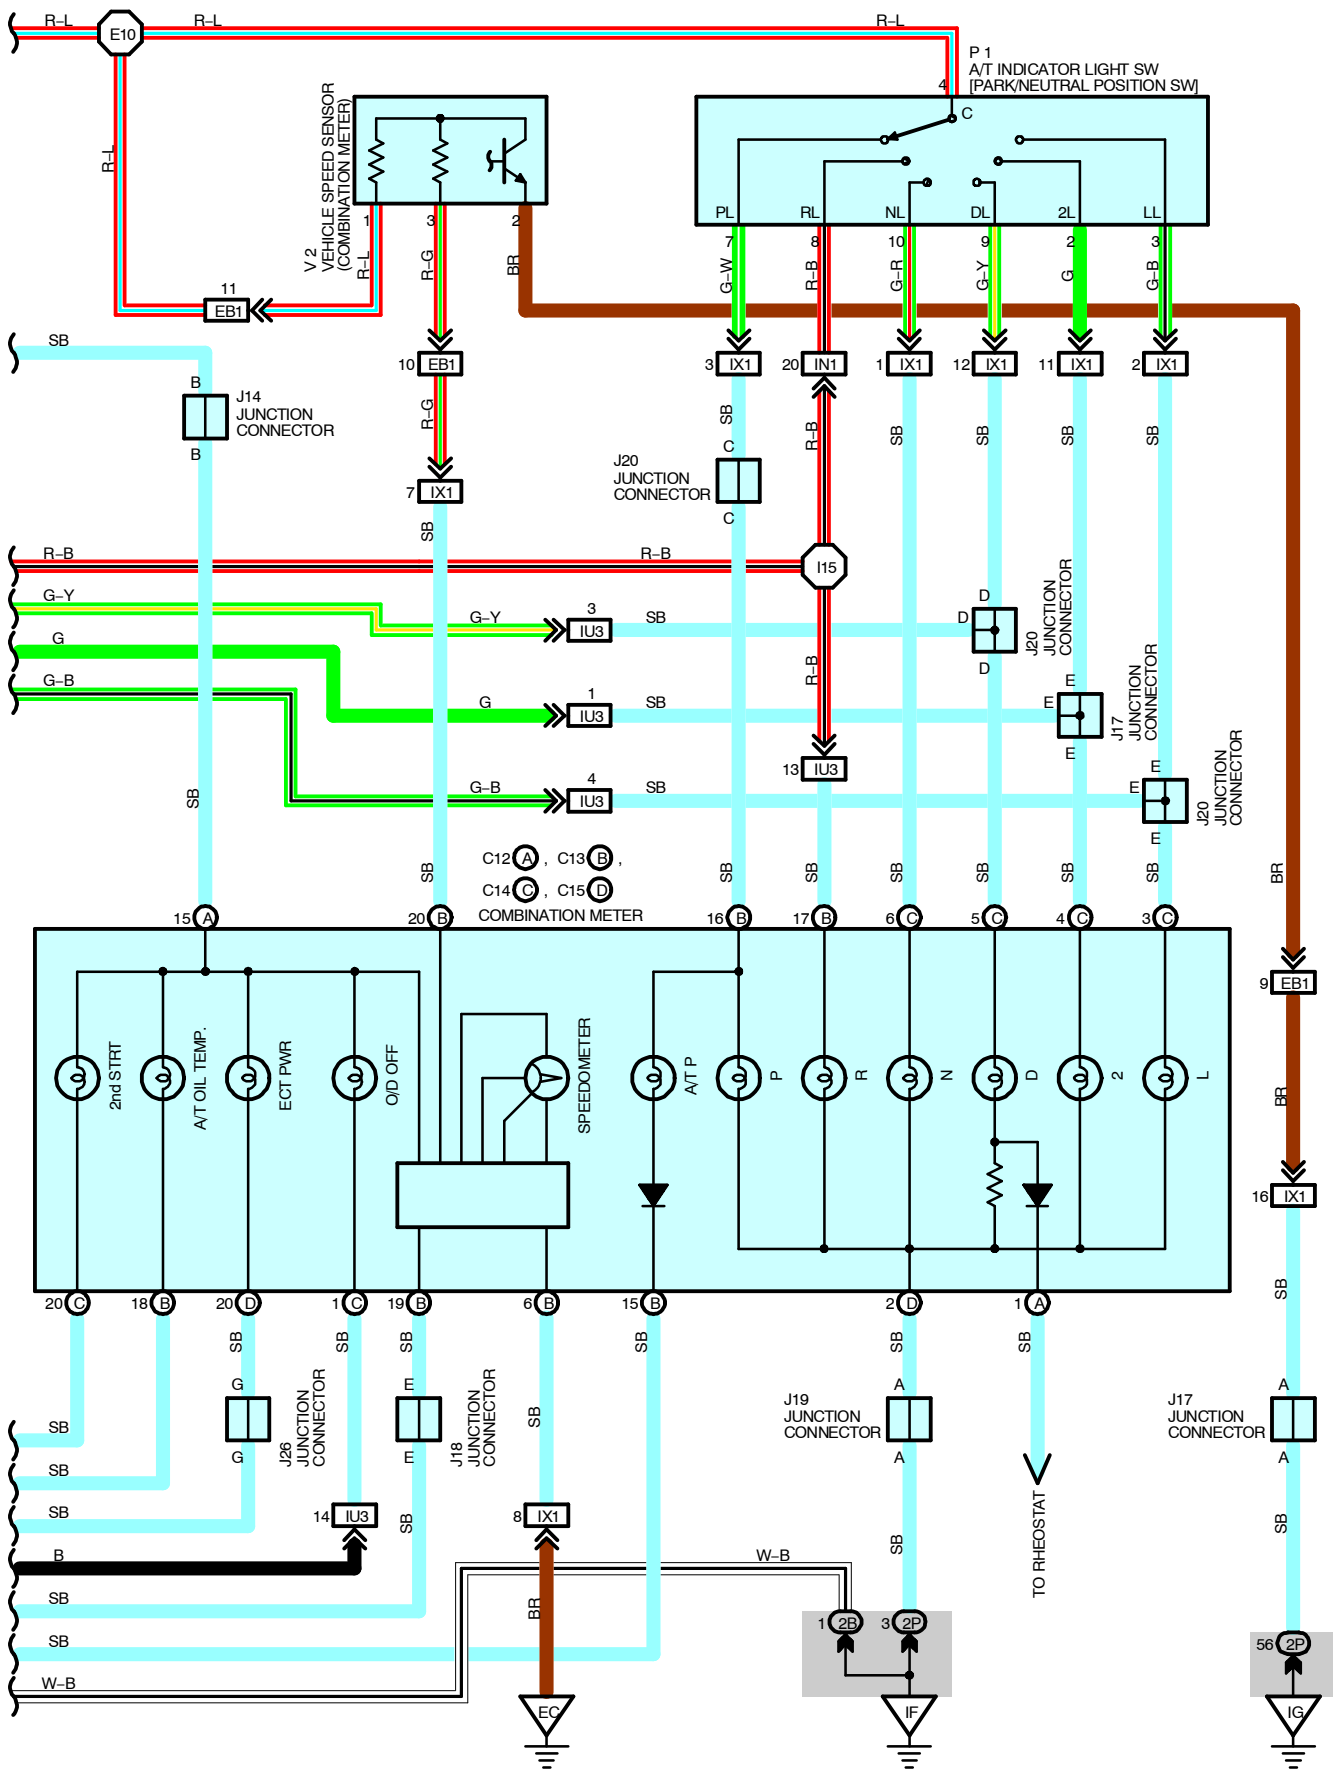 R-L
E10
R-L
R-L
P 1
A/T INDICATOR LIGHT SW
[PARK/NEUTRAL POSITION SW]
4
C
V 2
VEHICLE SPEED SENSOR
(COMBINATION METER)
R-L
PL
RL
NL
DL
2L
LL
1
3
2
7
8
10
9
2
3
R-L
R-G
BR
G-W
R-B
G-R
G-Y
G
G-B
11
EB1
SB
10
EB1
3
IX1
20
IN1
1
IX1
12
IX1
11
IX1
2
IX1
B
J14
JUNCTION
CONNECTOR
B
R-G
SB
R-B
SB
SB
SB
SB
C
J20
JUNCTION
CONNECTOR
C
7
IX1
SB
R-B
R-B
I15
G-Y
G-Y
3
IU3
SB
D
D
D
J20
JUNCTION
CONNECTOR
G
G
1
IU3
SB
R-B
E
E
E
J17
JUNCTION
CONNECTOR
G-B
G-B
4
IU3
SB
13
IU3
E
E
E
J20
JUNCTION
CONNECTOR
SB
SB
C12
A
,
C13
B
,
C14
C
,
C15
D
COMBINATION METER
SB
SB
SB
SB
SB
SB
BR
15
A
20
B
16
B
17
B
6
C
5
C
4
C
3
C
9
EB1
2nd STRT
A/T OIL TEMP.
ECT PWR
O/D OFF
SPEEDOMETER
A/T P
P
R
N
D
2
L
BR
16
IX1
20
C
18
B
20
D
1
C
19
B
6
B
15
B
2
D
1
A
SB
SB
SB
SB
SB
SB
SB
G
J26
JUNCTION
CONNECTOR
G
E
J18
JUNCTION
CONNECTOR
E
SB
A
J19
JUNCTION
CONNECTOR
A
A
J17
JUNCTION
CONNECTOR
A
SB
SB
SB
14
IU3
SB
8
IX1
SB
TO RHEOSTAT
SB
B
W-B
SB
BR
SB
1
2B
3
2P
56
2P
W-B
EC
IF
IG